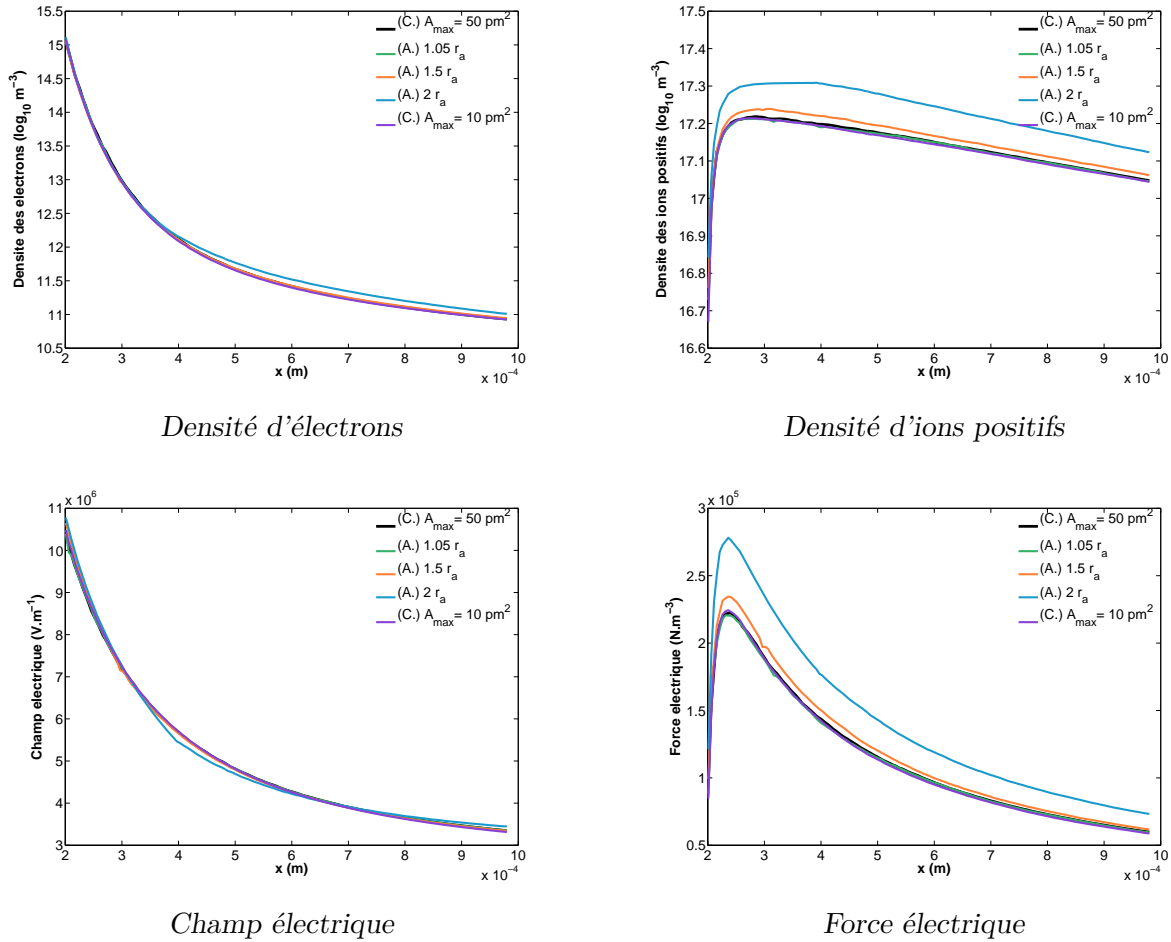 15.5
15
14.5
14
13.5
13
12.5
12
11.5
11
10.5
Densite des electrons (log10 m−3)
2 3 4 5 6 7 8 9 10
x (m)
x 10−4
(C.) Amax= 50 pm2
(A.) 1.05 ra
(A.) 1.5 ra
(A.) 2 ra
(C.) Amax= 10 pm2
Densité d'électrons
17.5
17.4
17.3
17.2
17.1
17
16.9
16.8
16.7
16.6
Densite des ions positifs (log10 m−3)
2 3 4 5 6 7 8 9 10
x (m)
x 10−4
(C.) Amax= 50 pm2
(A.) 1.05 ra
(A.) 1.5 ra
(A.) 2 ra
(C.) Amax= 10 pm2
Densité d'ions positifs
x 106
11
10
9
8
7
6
5
4
3
Champ electrique (V.m−1)
2 3 4 5 6 7 8 9 10
x (m)
x 10−4
(C.) Amax= 50 pm2
(A.) 1.05 ra
(A.) 1.5 ra
(A.) 2 ra
(C.) Amax= 10 pm2
Champ électrique
x 105
3
2.5
2
1.5
1
0.5
Force electrique (N.m−3)
2 3 4 5 6 7 8 9 10
x (m)
x 10−4
(C.) Amax= 50 pm2
(A.) 1.05 ra
(A.) 1.5 ra
(A.) 2 ra
(C.) Amax= 10 pm2
Force électrique